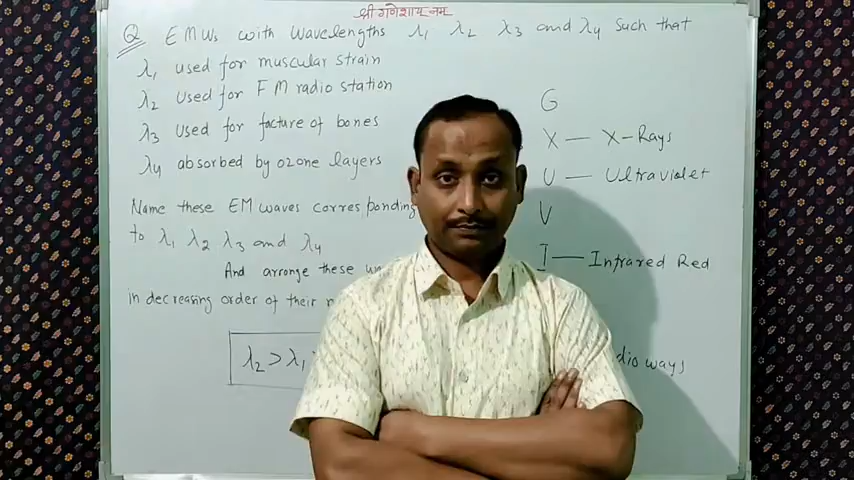 श्री गणेशाय नमः
Q EMWs with wavelengths λ1 λ2 λ3 and λ4 such that
λ1 used for muscular strain
λ2 used for FM radio station
λ3 used for facture of bones
λ4 absorbed by ozone layers
Name these EM waves corresponding
to λ1 λ2 λ3 and λ4
And arrange these
in decreasing order of their
λ2 > λ1
G
X — X-Rays
U — Ultraviolet
V
I — Infrared Red
ways